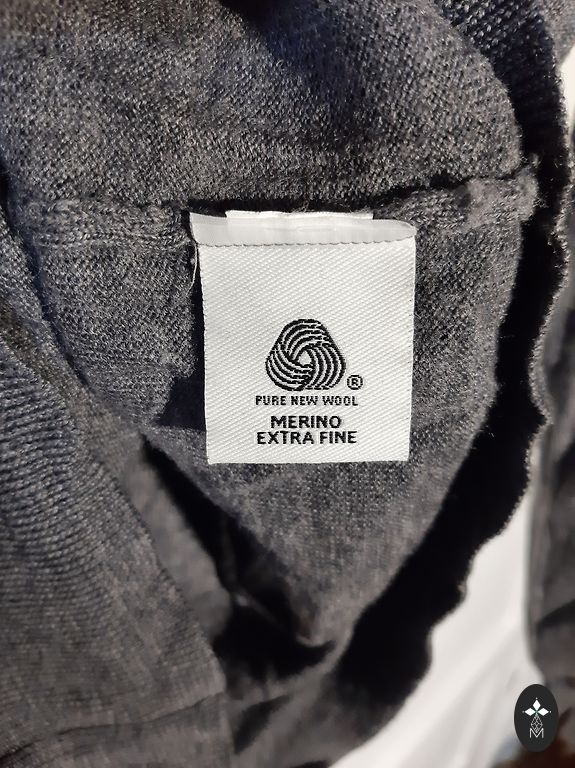 ®
PURE NEW WOOL
MERINO
EXTRA FINE
M